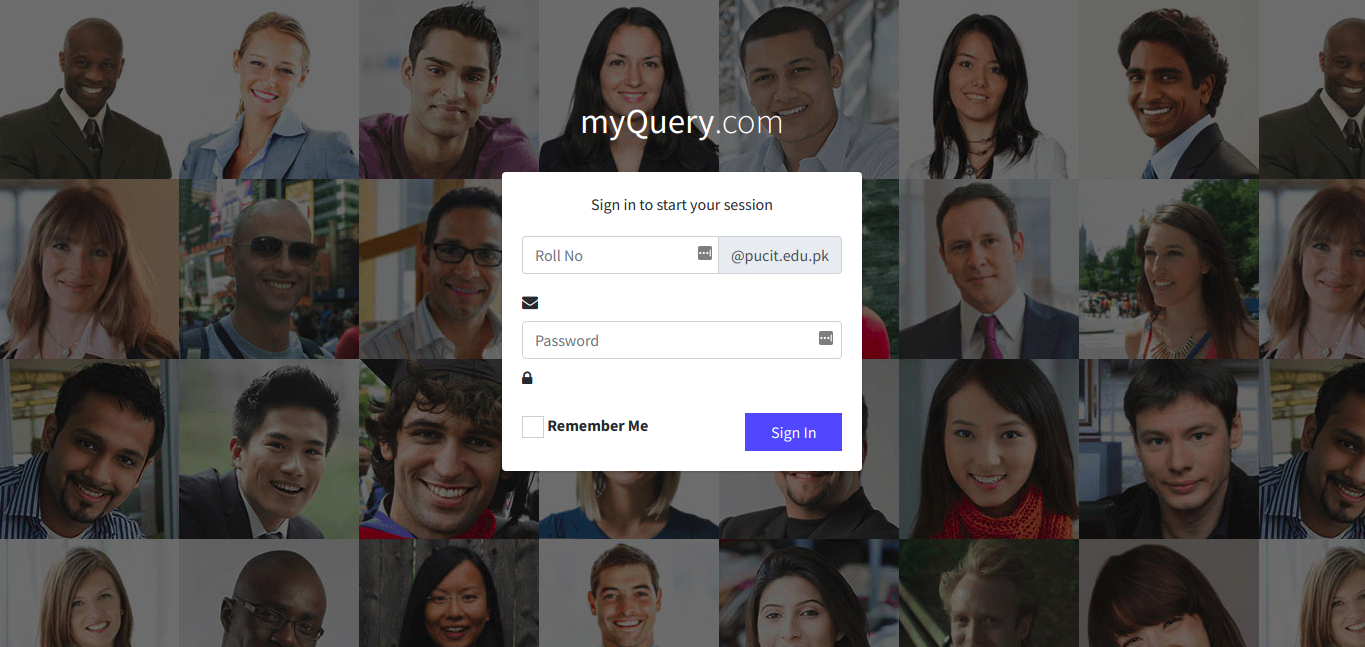 myQuery.com
Sign in to start your session
Roll No @pucit.edu.pk
Password
Remember Me Sign In